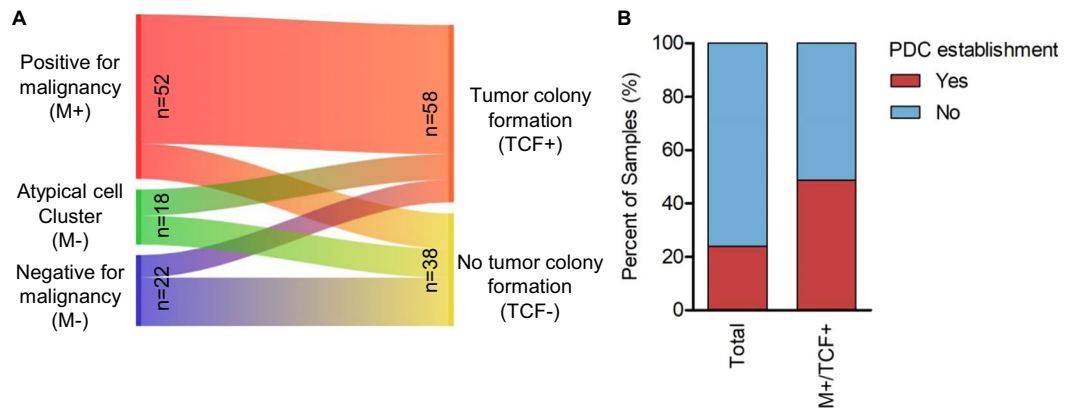 A
Positive for
malignancy
(M+)
n=52
Atypical cell
Cluster
(M-)
n=18
Negative for
malignancy
(M-)
n=22
n=58
Tumor colony
formation
(TCF+)
n=38
No tumor colony
formation
(TCF-)
B
Percent of Samples (%)
100
80
60
40
20
0
Total
M+/TCF+
PDC establishment
Yes
No